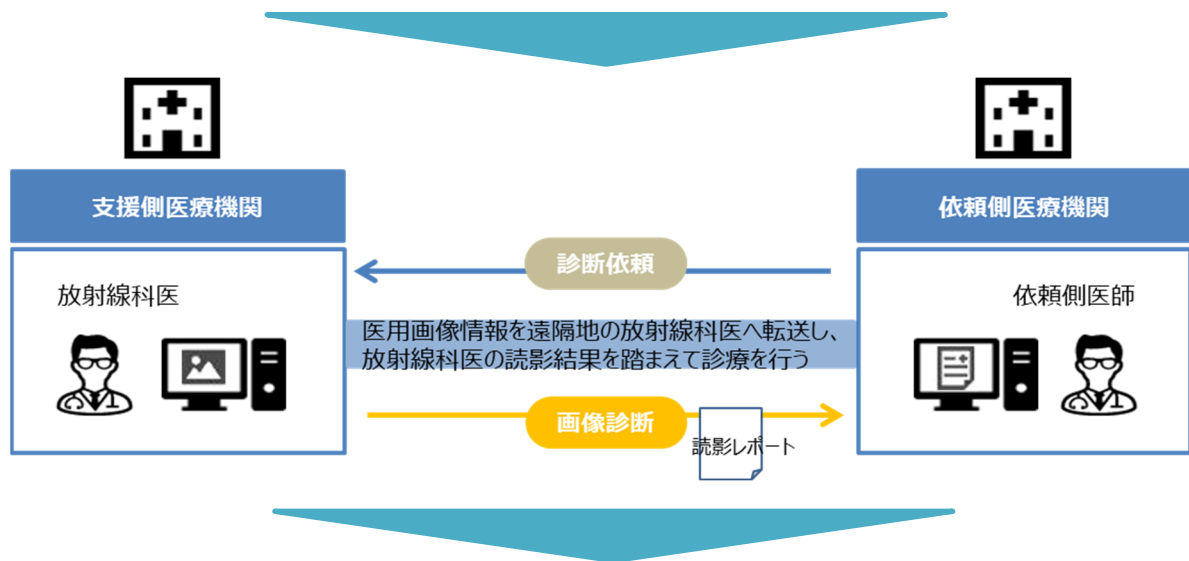 支援側医療機関
依頼側医療機関
診断依頼
放射線科医
依頼側医師
医用画像情報を遠隔地の放射線科医へ転送し、
放射線科医の読影結果を踏まえて診療を行う
画像診断
読影レポート